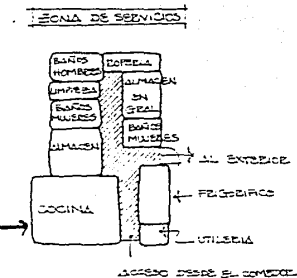 ZONA DE SERVICIOS
BAÑOS
HOMBRES
ROPERIA
LIMPIEZA
BAÑOS
MUJERES
ALMACEN
EN
GRAL
BAÑOS
MUJERES
ALMACEN
AL EXTERIOR
FRIGORIFICO
COCINA
UTILERIA
ACCESO DESDE EL COMEDOR